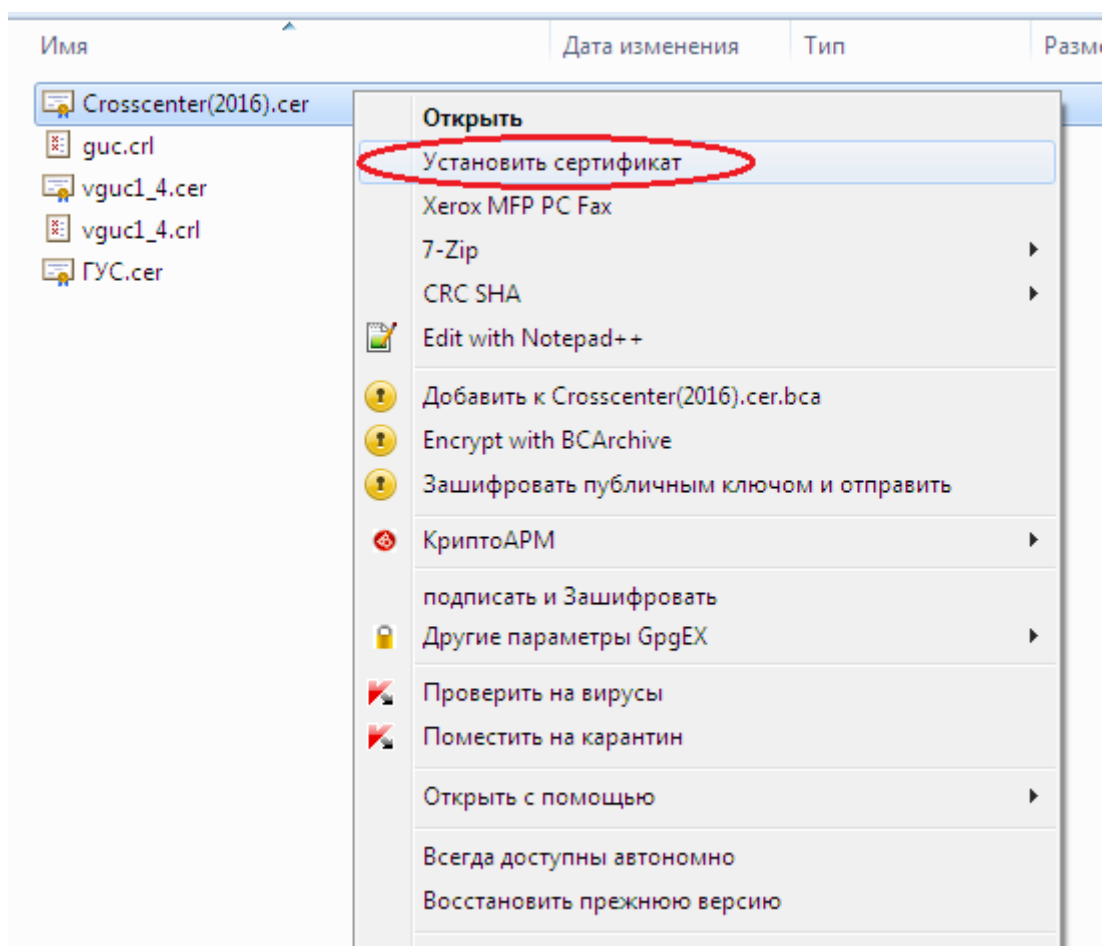 Имя Дата изменения Тип Разме
Crosscenter(2016).cer
guc.crl
vguc1_4.cer
vguc1_4.crl
ГУС.cer
Открыть
Установить сертификат
Xerox MFP PC Fax
7-Zip
CRC SHA
Edit with Notepad++
Добавить к Crosscenter(2016).cer.bca
Encrypt with BCArchive
Зашифровать публичным ключом и отправить
КриптоАРМ
подписать и Зашифровать
Другие параметры GpgEX
Проверить на вирусы
Поместить на карантин
Открыть с помощью
Всегда доступны автономно
Восстановить прежнюю версию